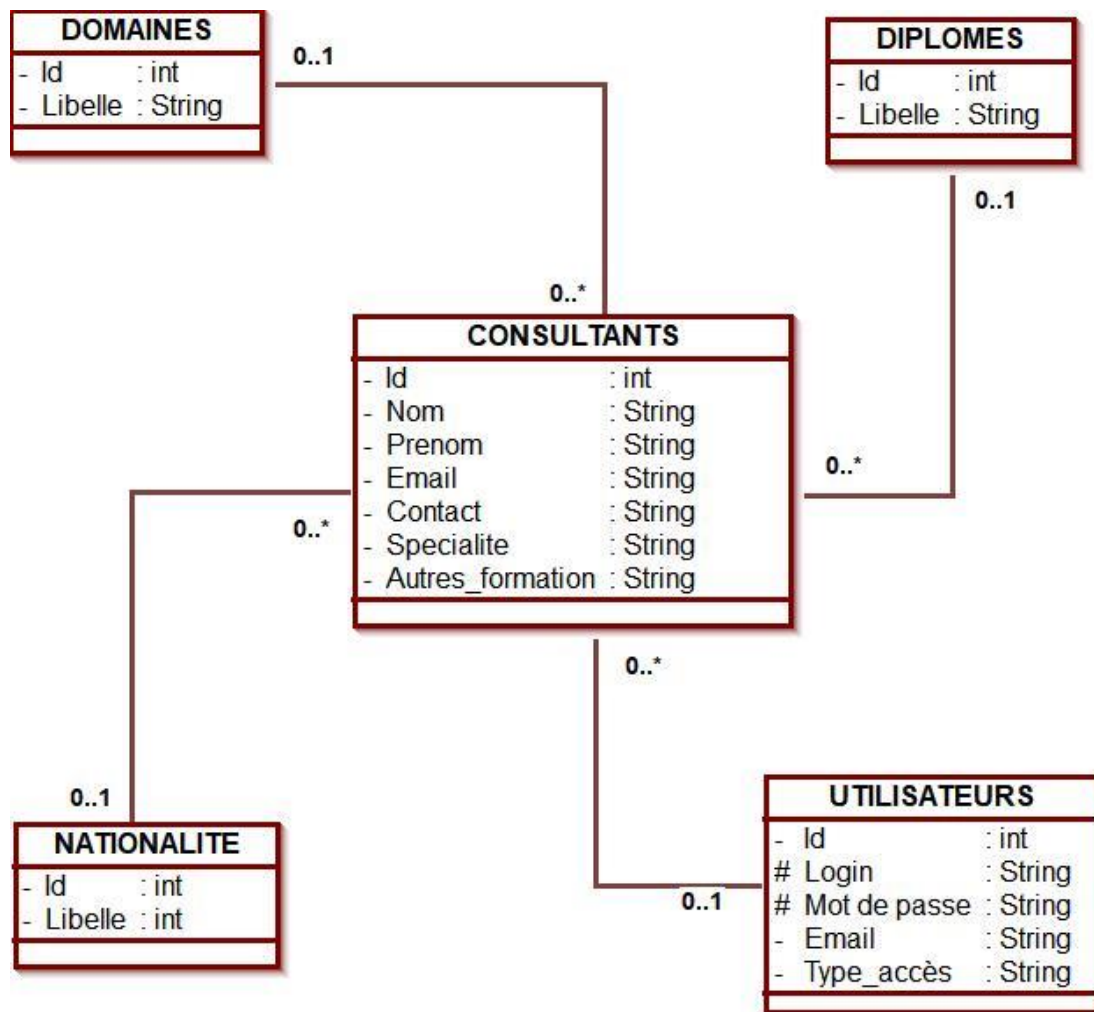 DOMAINES
- Id : int
- Libelle : String
0..1
DIPLOMES
- Id : int
- Libelle : String
0..1
0..*
CONSULTANTS
- Id : int
- Nom : String
- Prenom : String
- Email : String
- Contact : String
- Specialite : String
- Autres_formation : String
0..*
0..*
0..*
0..1
NATIONALITE
- Id : int
- Libelle : int
UTILISATEURS
- Id : int
# Login : String
# Mot de passe : String
- Email : String
- Type_accès : String
0..1